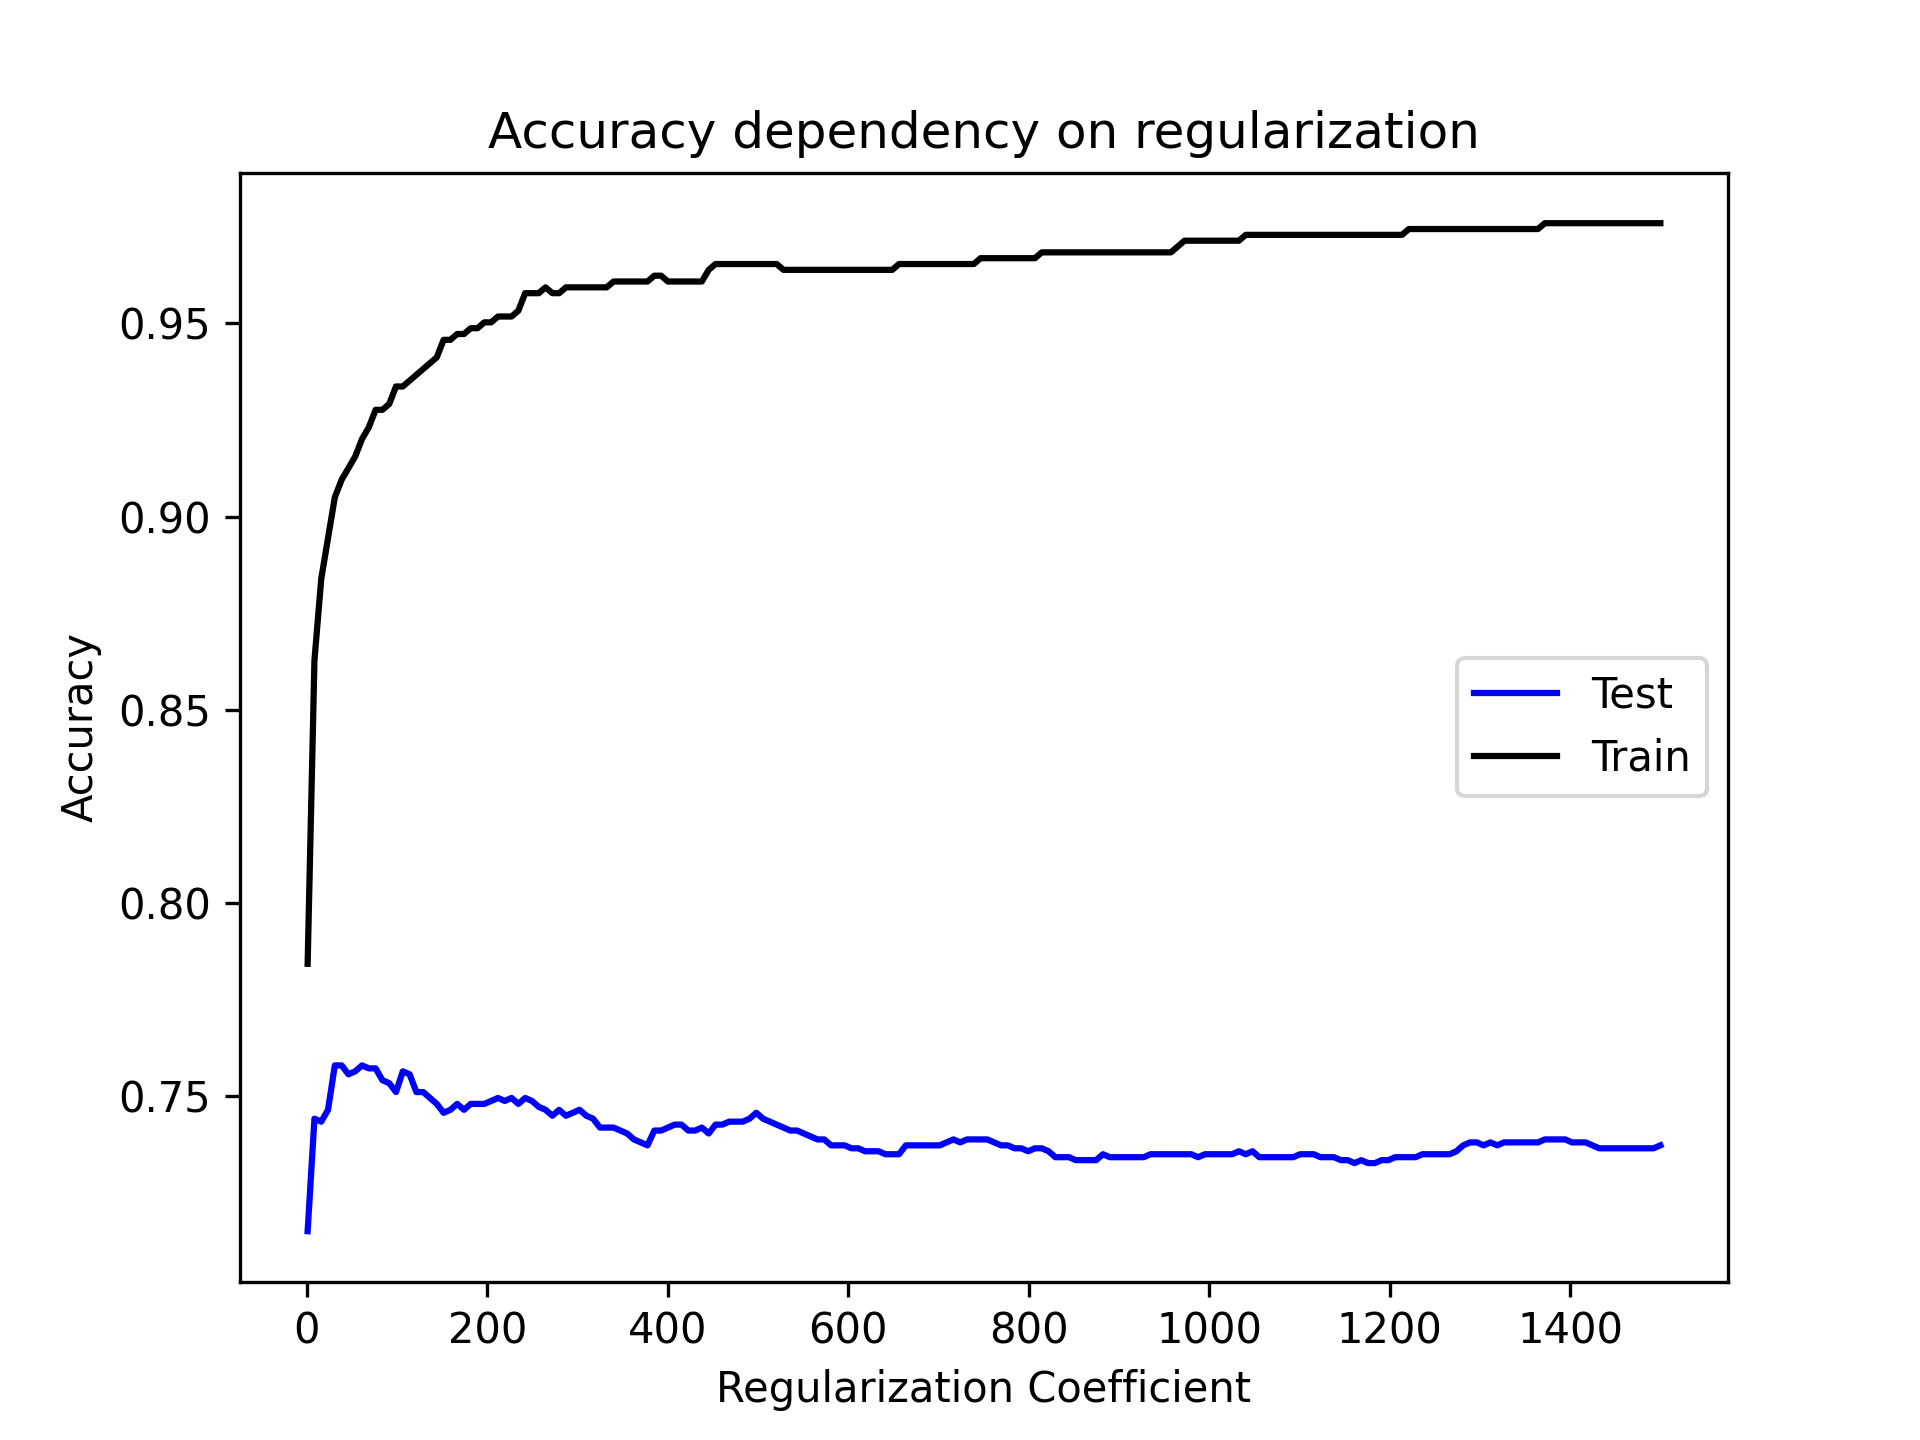 Accuracy dependency on regularization
Accuracy
0.95
0.90
0.85
0.80
0.75
Test
Train
0 200 400 600 800 1000 1200 1400
Regularization Coefficient